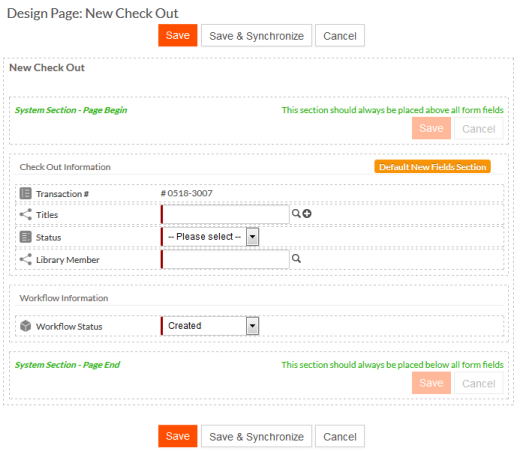 Design Page: New Check Out
Save Save & Synchronize Cancel
New Check Out
System Section - Page Begin This section should always be placed above all form fields
Save Cancel
Check Out Information Default New Fields Section
Transaction # # 0518-3007
Titles
Status -- Please select --
Library Member
Workflow Information
Workflow Status Created
System Section - Page End This section should always be placed below all form fields
Save Cancel
Save Save & Synchronize Cancel